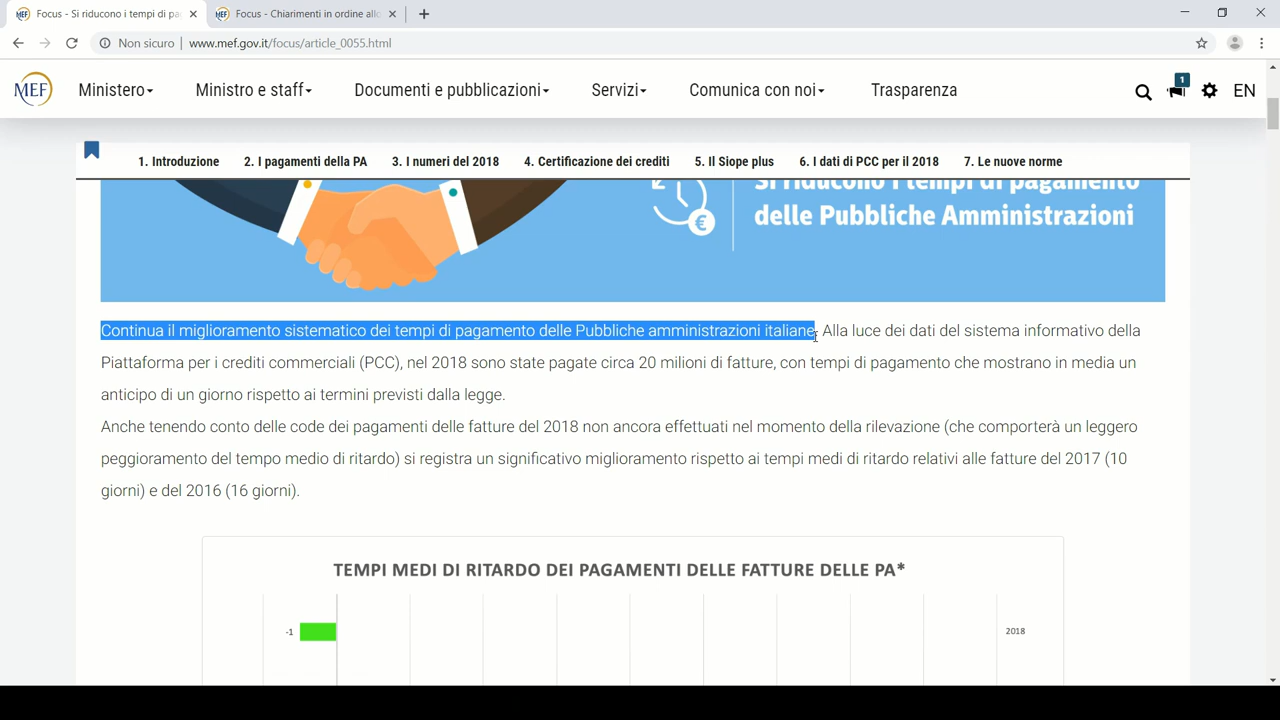 Focus - Si riducono i tempi di pa
Focus - Chiarimenti in ordine allo
Non sicuro | www.mef.gov.it/focus/article_0055.html
MEF Ministero Ministro e staff Documenti e pubblicazioni Servizi Comunica con noi Trasparenza 1 EN
1. Introduzione 2. I pagamenti della PA 3. I numeri del 2018 4. Certificazione dei crediti 5. Il Siope plus 6. I dati di PCC per il 2018 7. Le nuove norme
Si riducono i tempi di pagamento
delle Pubbliche Amministrazioni
€
Continua il miglioramento sistematico dei tempi di pagamento delle Pubbliche amministrazioni italiane. Alla luce dei dati del sistema informativo della
Piattaforma per i crediti commerciali (PCC), nel 2018 sono state pagate circa 20 milioni di fatture, con tempi di pagamento che mostrano in media un
anticipo di un giorno rispetto ai termini previsti dalla legge.
Anche tenendo conto delle code dei pagamenti delle fatture del 2018 non ancora effettuati nel momento della rilevazione (che comporterà un leggero
peggioramento del tempo medio di ritardo) si registra un significativo miglioramento rispetto ai tempi medi di ritardo relativi alle fatture del 2017 (10
giorni) e del 2016 (16 giorni).
TEMPI MEDI DI RITARDO DEI PAGAMENTI DELLE FATTURE DELLE PA*
-1 2018